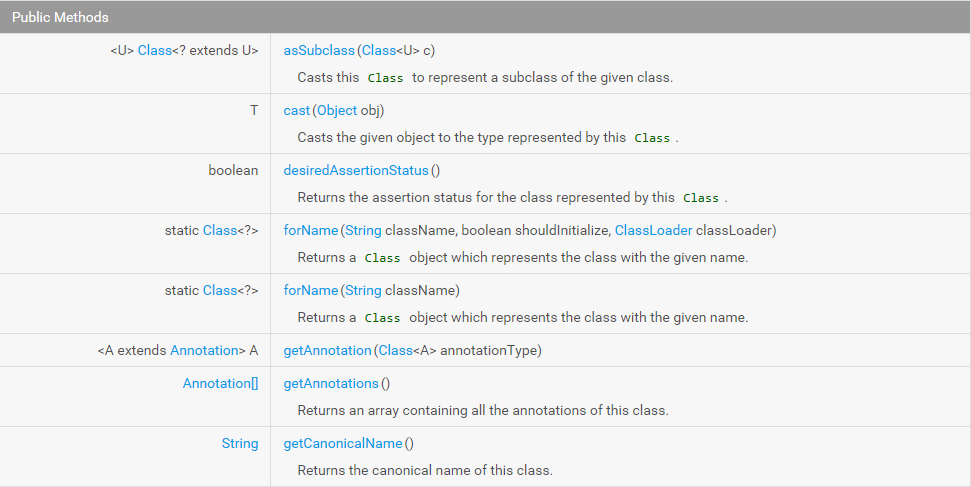 Public Methods
<U> Class<? extends U> asSubclass(Class<U> c)
Casts this Class to represent a subclass of the given class.
T cast(Object obj)
Casts the given object to the type represented by this Class .
boolean desiredAssertionStatus()
Returns the assertion status for the class represented by this Class .
static Class<?> forName(String className, boolean shouldInitialize, ClassLoader classLoader)
Returns a Class object which represents the class with the given name.
static Class<?> forName(String className)
Returns a Class object which represents the class with the given name.
<A extends Annotation> A getAnnotation(Class<A> annotationType)
Annotation[] getAnnotations()
Returns an array containing all the annotations of this class.
String getCanonicalName()
Returns the canonical name of this class.